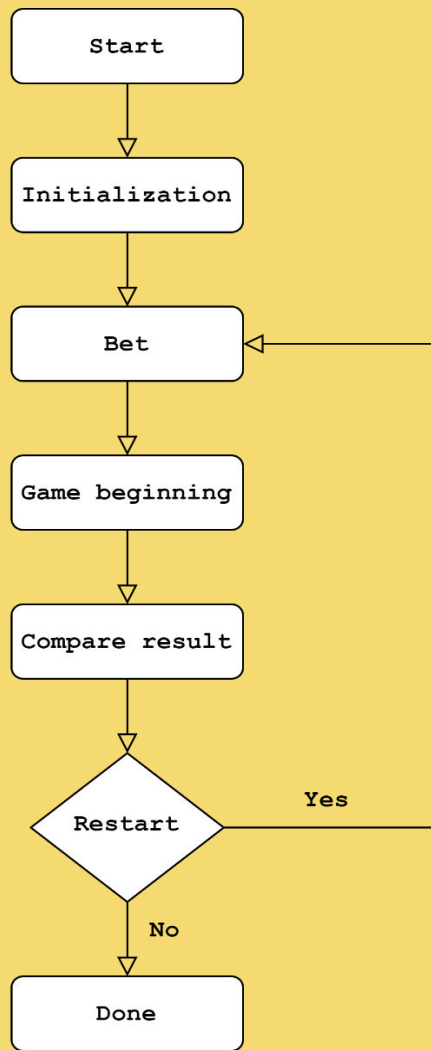 Start
Initialization
Bet
Game beginning
Compare result
Restart
Yes
No
Done